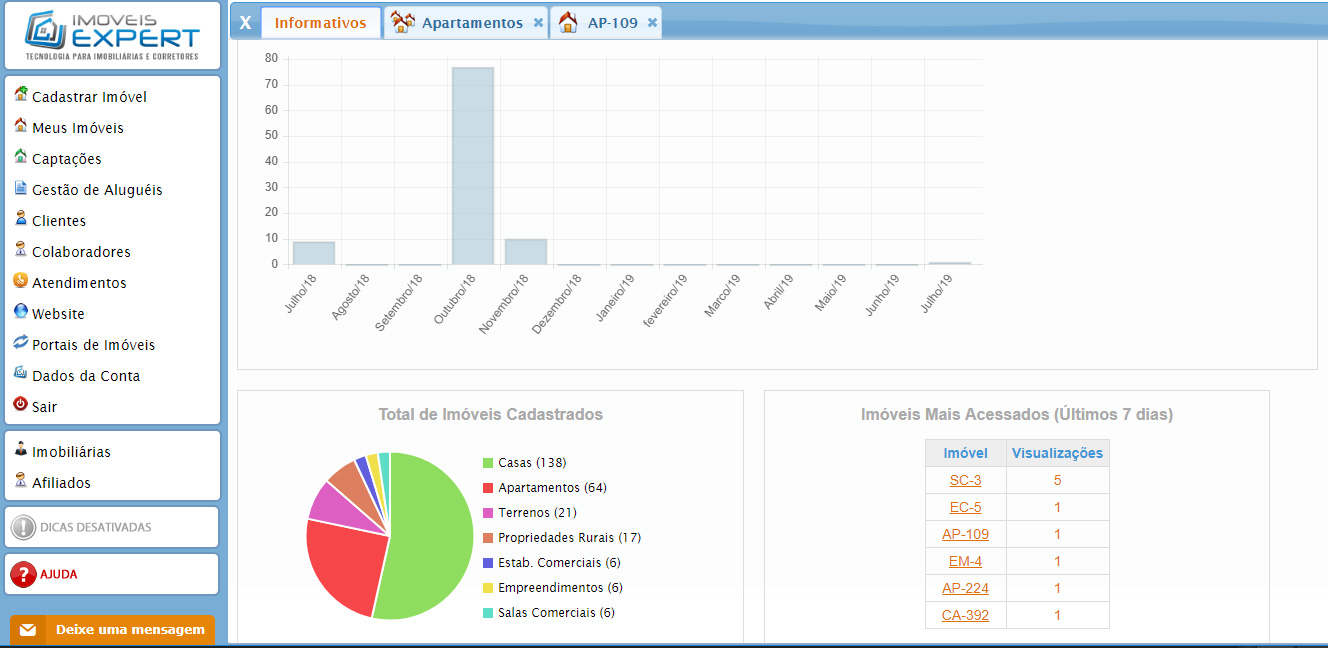 IMOVEIS
EXPERT
TECNOLOGIA PARA IMOBILIÁRIAS E CORRETORES
Cadastrar Imóvel
Meus Imóveis
Captações
Gestão de Aluguéis
Clientes
Colaboradores
Atendimentos
Website
Portais de Imóveis
Dados da Conta
Sair
Imobiliárias
Afiliados
DICAS DESATIVADAS
AJUDA
Deixe uma mensagem
X Informativos Apartamentos AP-109
80
70
60
50
40
30
20
10
0
Julho/18 Agosto/18 Setembro/18 Outubro/18 Novembro/18 Dezembro/18 Janeiro/19 fevereiro/19 Marco/19 Abril/19 Maio/19 Junho/19 Julho/19
Total de Imóveis Cadastrados
Casas (138)
Apartamentos (64)
Terrenos (21)
Propriedades Rurais (17)
Estab. Comerciais (6)
Empreendimentos (6)
Salas Comerciais (6)
Imóveis Mais Acessados (Últimos 7 dias)
Imóvel Visualizações
SC-3 5
EC-5 1
AP-109 1
EM-4 1
AP-224 1
CA-392 1